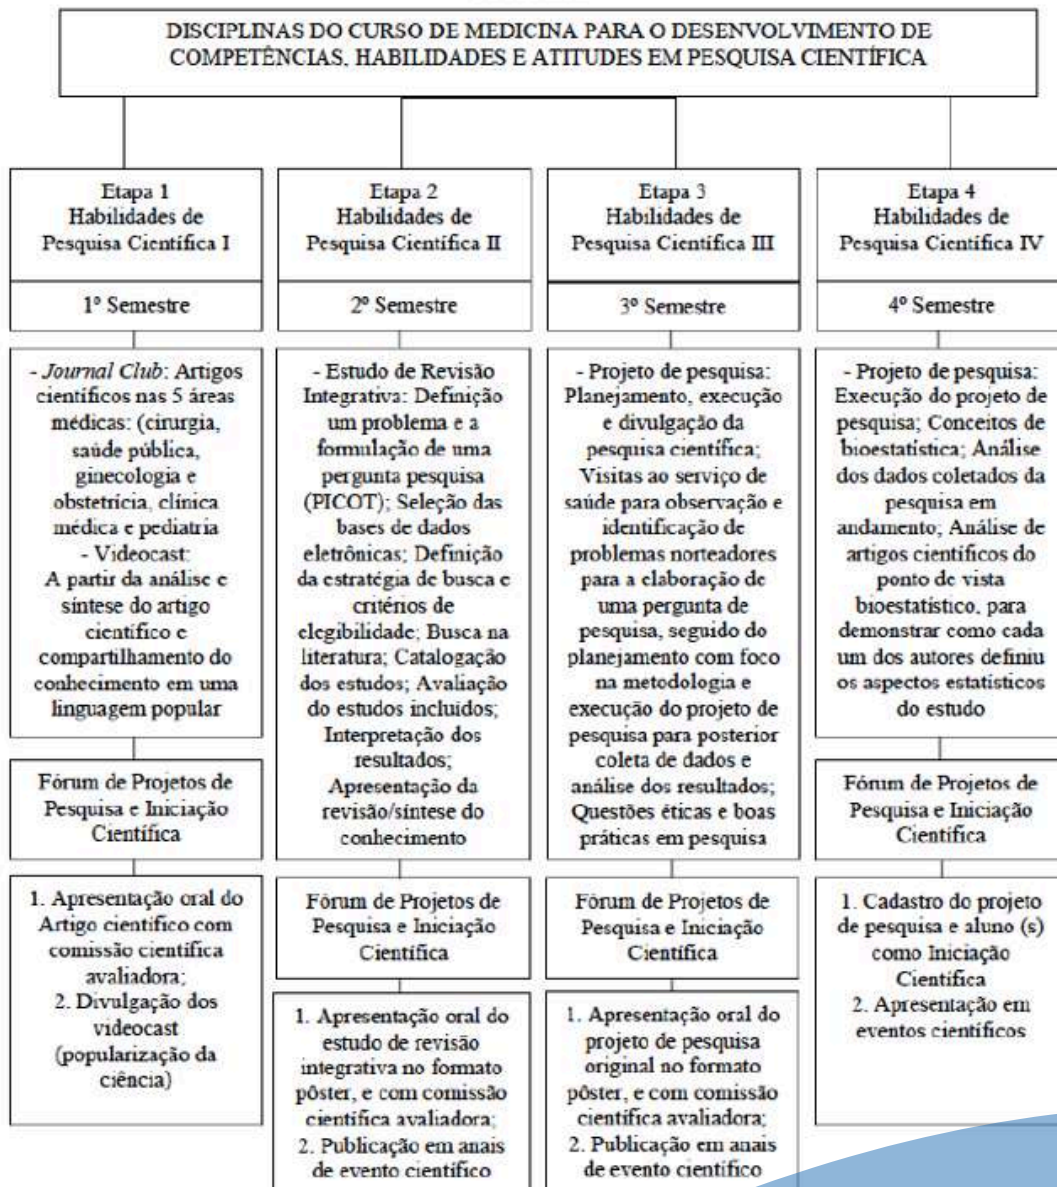 DISCIPLINAS DO CURSO DE MEDICINA PARA O DESENVOLVIMENTO DE
COMPETÊNCIAS, HABILIDADES E ATITUDES EM PESQUISA CIENTÍFICA
Etapa 1
Habilidades de
Pesquisa Científica I
1º Semestre
- Journal Club: Artigos
científicos nas 5 áreas
médicas: (cirurgia,
saúde pública,
ginecologia e
obstetrícia, clínica
médica e pediatria
- Videocast:
A partir da análise e
síntese do artigo
científico e
compartilhamento do
conhecimento em uma
linguagem popular
Fórum de Projetos de
Pesquisa e Iniciação
Científica
1. Apresentação oral do
Artigo científico com
comissão científica
avaliadora;
2. Divulgação dos
videocast
(popularização da
ciência)
Etapa 2
Habilidades de
Pesquisa Científica II
2º Semestre
- Estudo de Revisão
Integrativa: Definição
um problema e a
formulação de uma
pergunta pesquisa
(PICOT); Seleção das
bases de dados
eletrônicas; Definição
da estratégia de busca e
critérios de
elegibilidade; Busca na
literatura; Catalogação
dos estudos; Avaliação
do estudos incluidos;
Interpretação dos
resultados;
Apresentação da
revisão/síntese do
conhecimento
Fórum de Projetos de
Pesquisa e Iniciação
Científica
1. Apresentação oral do
estudo de revisão
integrativa no formato
pôster, e com comissão
científica avaliadora;
2. Publicação em anais
de evento científico
Etapa 3
Habilidades de
Pesquisa Científica III
3º Semestre
- Projeto de pesquisa:
Planejamento, execução
e divulgação da
pesquisa científica;
Visitas ao serviço de
saúde para observação e
identificação de
problemas norteadores
para a elaboração de
uma pergunta de
pesquisa, seguido do
planejamento com foco
na metodologia e
execução do projeto de
pesquisa para posterior
coleta de dados e
análise dos resultados;
Questões éticas e boas
práticas em pesquisa
Fórum de Projetos de
Pesquisa e Iniciação
Científica
1. Apresentação oral do
projeto de pesquisa
original no formato
pôster, e com comissão
científica avaliadora;
2. Publicação em anais
de evento científico
Etapa 4
Habilidades de
Pesquisa Científica IV
4º Semestre
- Projeto de pesquisa:
Execução do projeto de
pesquisa; Conceitos de
bioestatística; Análise
dos dados coletados da
pesquisa em
andamento; Análise de
artigos científicos do
ponto de vista
bioestatístico, para
demonstrar como cada
um dos autores definiu
os aspectos estatísticos
do estudo
Fórum de Projetos de
Pesquisa e Iniciação
Científica
1. Cadastro do projeto
de pesquisa e aluno (s)
como Iniciação
Científica
2. Apresentação em
eventos científicos